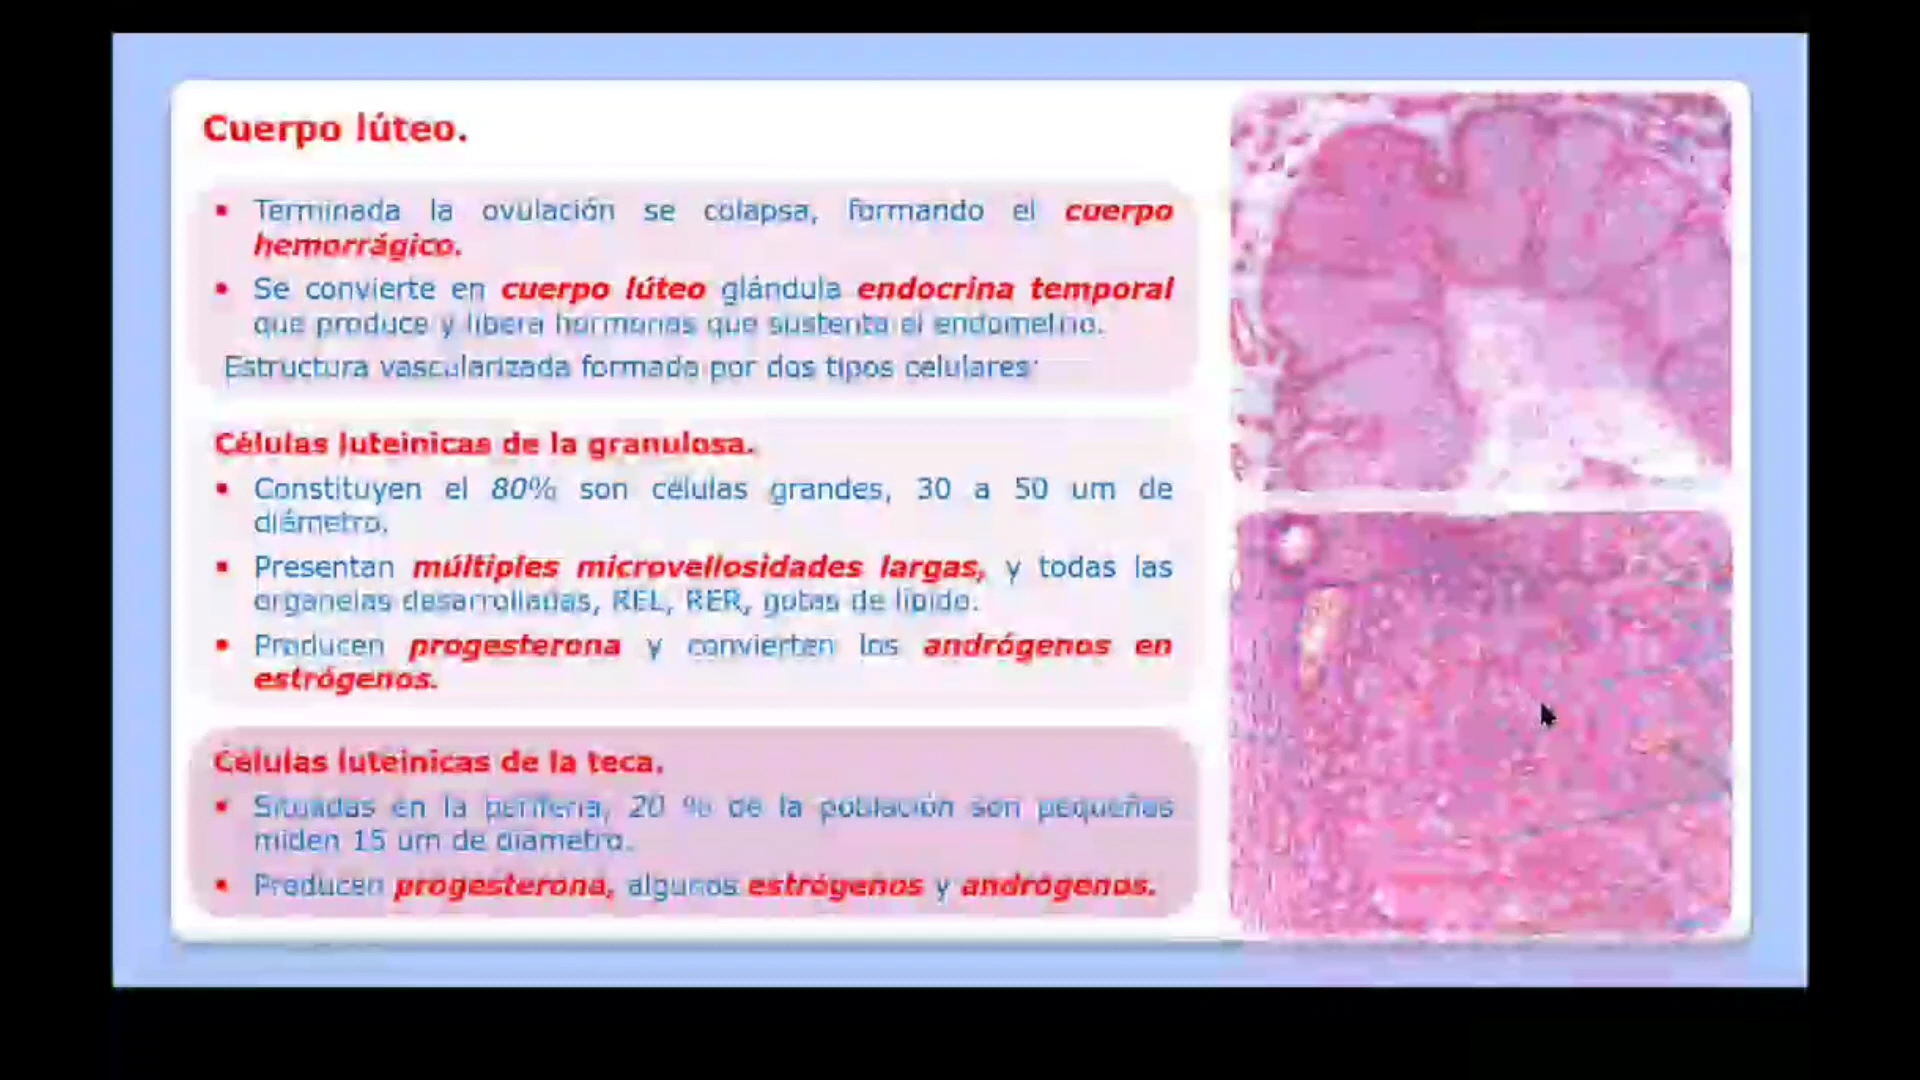 Cuerpo lúteo.
▪ Terminada la ovulación se colapsa, formando el cuerpo
hemorrágico.
▪ Se convierte en cuerpo lúteo glándula endocrina temporal
que produce y libera hormonas que sustenta el endometrio.
Estructura vascularizada formada por dos tipos celulares:
Células luteinicas de la granulosa.
▪ Constituyen el 80% son células grandes, 30 a 50 um de
diámetro.
▪ Presentan múltiples microvellosidades largas, y todas las
organelas desarrolladas, REL, RER, gotas de lípido.
▪ Producen progesterona y convierten los andrógenos en
estrógenos.
Células luteinicas de la teca.
▪ Situadas en la periferia, 20 % de la población son pequeñas
miden 15 um de diámetro.
▪ Producen progesterona, algunos estrógenos y andrógenos.